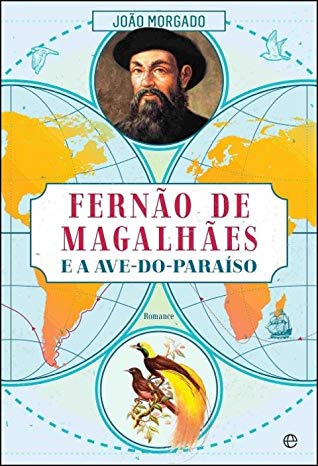 JOÃO MORGADO
FERNÃO DE
MAGALHÃES
E A AVE-DO-PARAÍSO
Romance